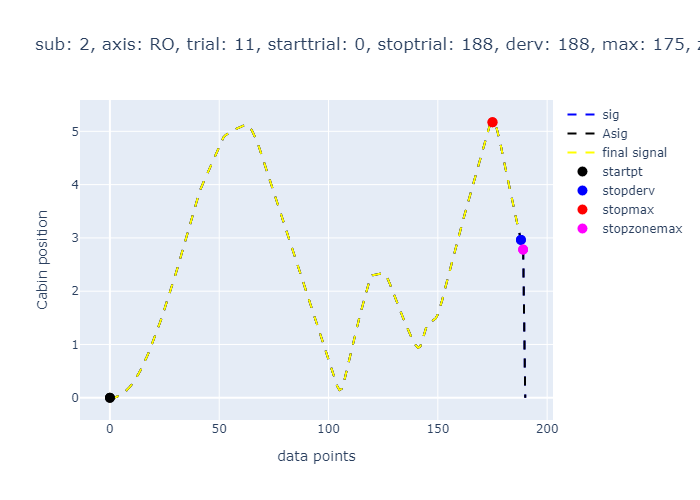 sub: 2, axis: RO, trial: 11, starttrial: 0, stoptrial: 188, derv: 188, max: 175, z
sig
Asig
final signal
startpt
stopderv
stopmax
stopzonemax
5
4
3
2
1
0
Cabin position
0 50 100 150 200
data points